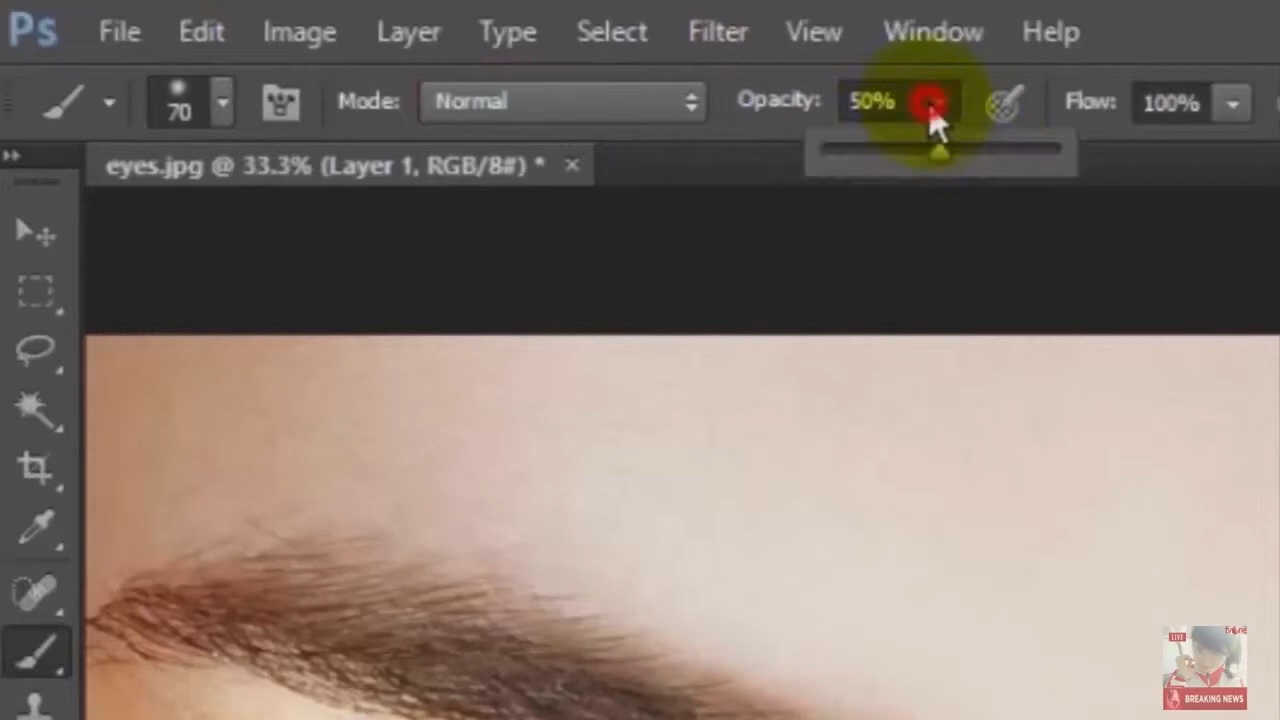 Ps File Edit Image Layer Type Select Filter View Window Help
70 Mode: Normal Opacity: 50% Flow: 100%
eyes.jpg @ 33.3% (Layer 1, RGB/8#) * ×
LIVE
BREAKING NEWS